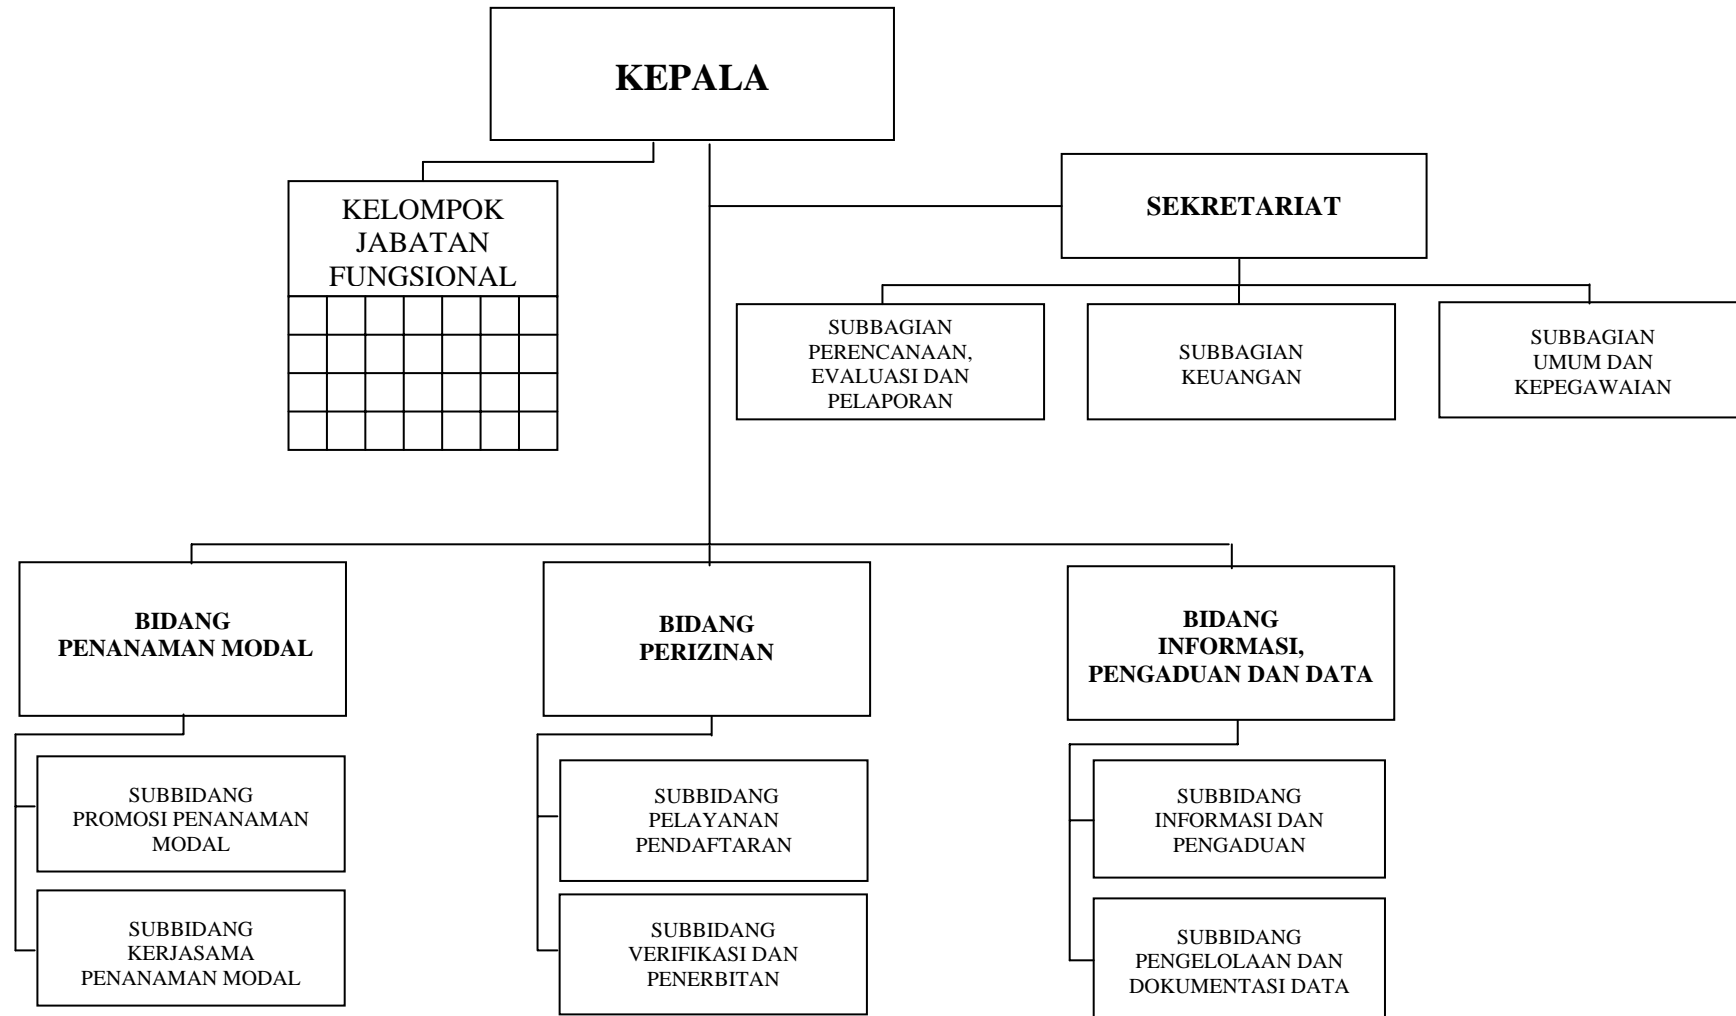 KEPALA
KELOMPOK
JABATAN
FUNGSIONAL
SEKRETARIAT
SUBBAGIAN
PERENCANAAN,
EVALUASI DAN
PELAPORAN
SUBBAGIAN
KEUANGAN
SUBBAGIAN
UMUM DAN
KEPEGAWAIAN
BIDANG
PENANAMAN MODAL
BIDANG
PERIZINAN
BIDANG
INFORMASI,
PENGADUAN DAN DATA
SUBBIDANG
PROMOSI PENANAMAN
MODAL
SUBBIDANG
PELAYANAN
PENDAFTARAN
SUBBIDANG
INFORMASI DAN
PENGADUAN
SUBBIDANG
KERJASAMA
PENANAMAN MODAL
SUBBIDANG
VERIFIKASI DAN
PENERBITAN
SUBBIDANG
PENGELOLAAN DAN
DOKUMENTASI DATA